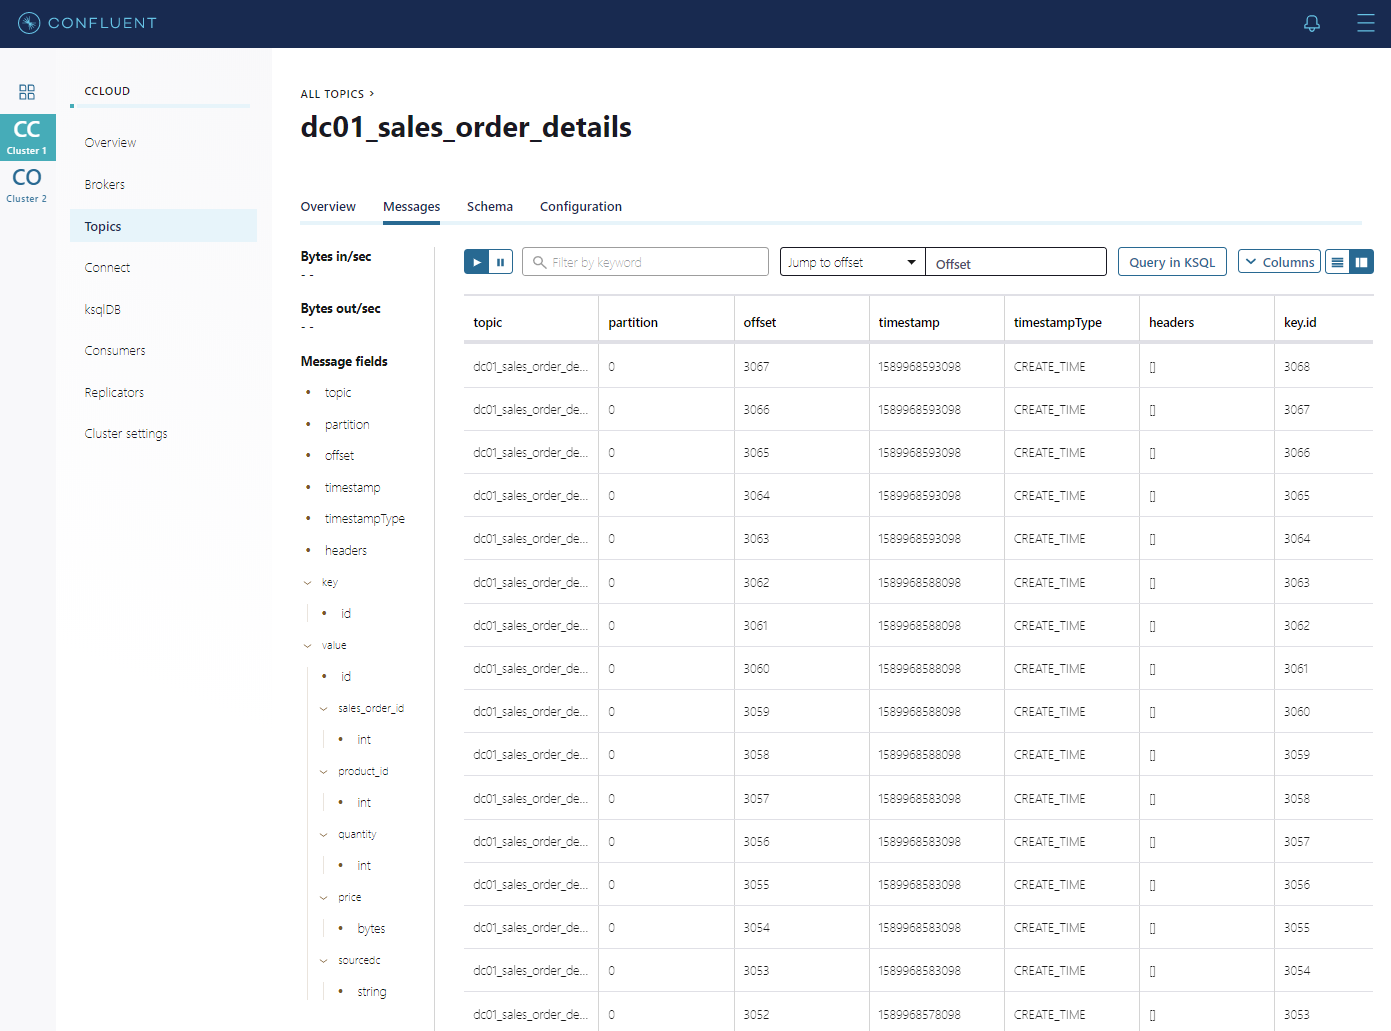 CONFLUENT
CC
Cluster 1
CO
Cluster 2
CCLOUD
Overview
Brokers
Topics
Connect
ksqlDB
Consumers
Replicators
Cluster settings
ALL TOPICS >
dc01_sales_order_details
Overview Messages Schema Configuration
Bytes in/sec
- -
Bytes out/sec
- -
Message fields
• topic
• partition
• offset
• timestamp
• timestampType
• headers
key
• id
value
• id
sales_order_id
• int
product_id
• int
quantity
• int
price
• bytes
sourcedc
• string
Filter by keyword Jump to offset Offset Query in KSQL Columns
topic partition offset timestamp timestampType headers key.id
dc01_sales_order_de... 0 3067 1589968593098 CREATE_TIME [] 3068
dc01_sales_order_de... 0 3066 1589968593098 CREATE_TIME [] 3067
dc01_sales_order_de... 0 3065 1589968593098 CREATE_TIME [] 3066
dc01_sales_order_de... 0 3064 1589968593098 CREATE_TIME [] 3065
dc01_sales_order_de... 0 3063 1589968593098 CREATE_TIME [] 3064
dc01_sales_order_de... 0 3062 1589968588098 CREATE_TIME [] 3063
dc01_sales_order_de... 0 3061 1589968588098 CREATE_TIME [] 3062
dc01_sales_order_de... 0 3060 1589968588098 CREATE_TIME [] 3061
dc01_sales_order_de... 0 3059 1589968588098 CREATE_TIME [] 3060
dc01_sales_order_de... 0 3058 1589968588098 CREATE_TIME [] 3059
dc01_sales_order_de... 0 3057 1589968583098 CREATE_TIME [] 3058
dc01_sales_order_de... 0 3056 1589968583098 CREATE_TIME [] 3057
dc01_sales_order_de... 0 3055 1589968583098 CREATE_TIME [] 3056
dc01_sales_order_de... 0 3054 1589968583098 CREATE_TIME [] 3055
dc01_sales_order_de... 0 3053 1589968583098 CREATE_TIME [] 3054
dc01_sales_order_de... 0 3052 1589968578098 CREATE_TIME [] 3053